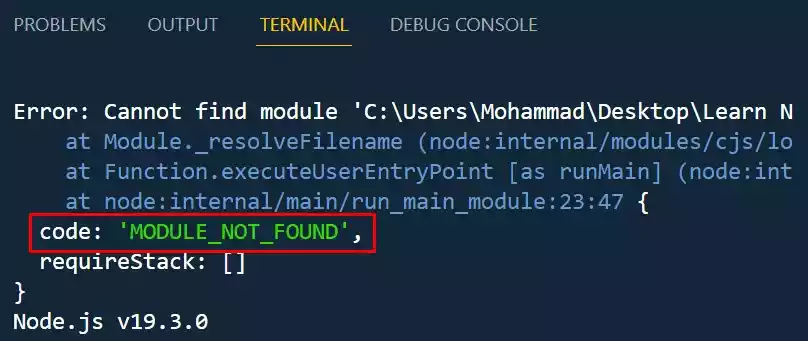 PROBLEMS OUTPUT TERMINAL DEBUG CONSOLE
Error: Cannot find module 'C:\Users\Mohammad\Desktop\Learn N
at Module._resolveFilename (node:internal/modules/cjs/lo
at Function.executeUserEntryPoint [as runMain] (node:int
at node:internal/main/run_main_module:23:47 {
code: 'MODULE_NOT_FOUND',
requireStack: []
}
Node.js v19.3.0